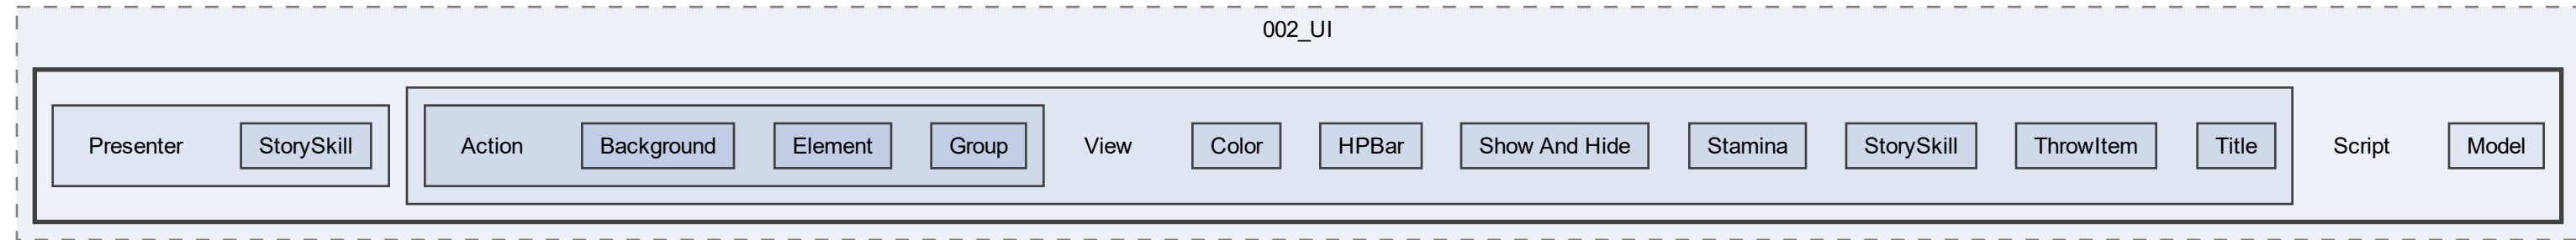 002_UI
Presenter
StorySkill
Action
Background
Element
Group
View
Color
HPBar
Show And Hide
Stamina
StorySkill
ThrowItem
Title
Script
Model